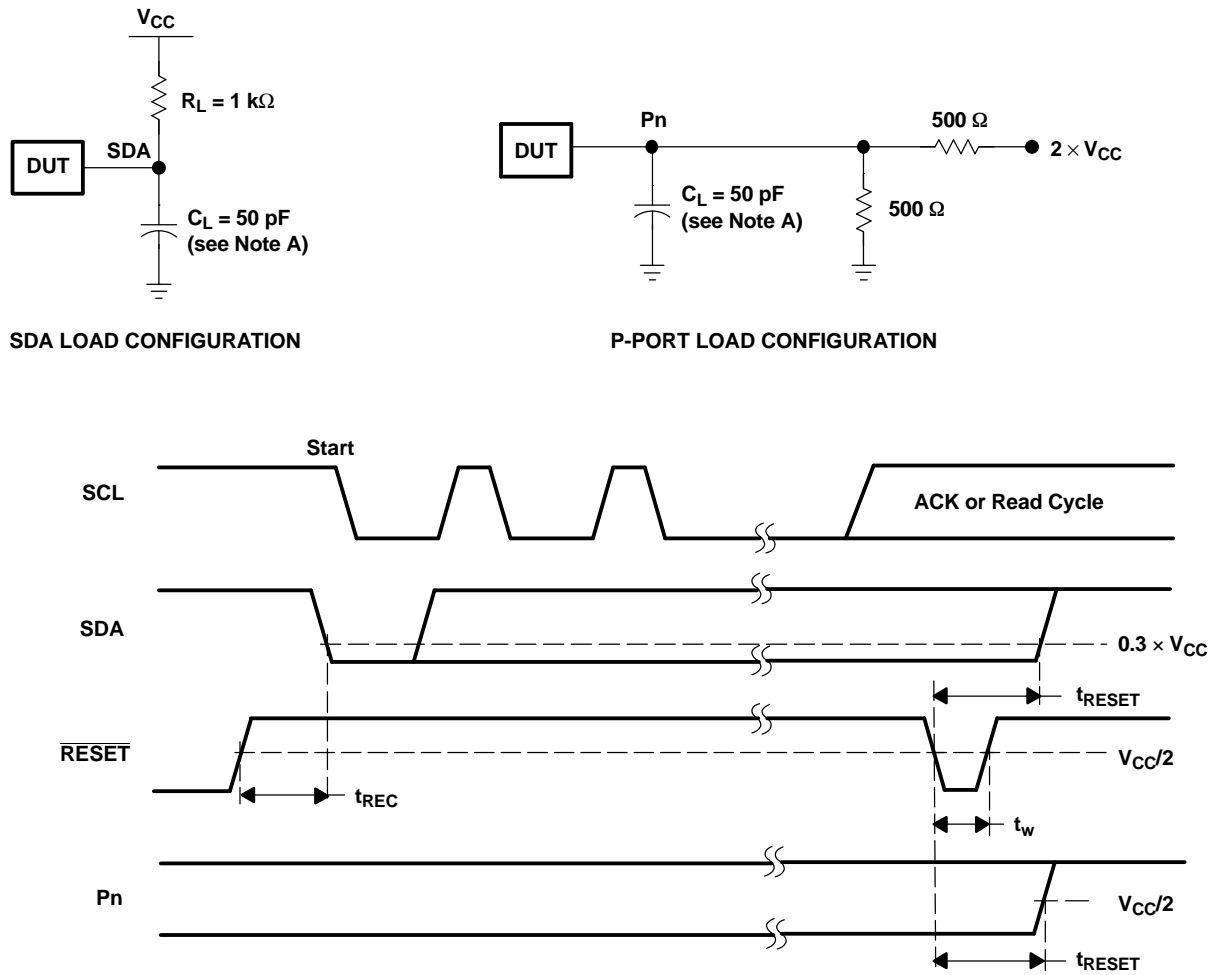 VCC
RL = 1 kΩ
DUT
SDA
CL = 50 pF
(see Note A)
SDA LOAD CONFIGURATION
DUT
Pn
500 Ω
2 × VCC
CL = 50 pF
(see Note A)
500 Ω
P-PORT LOAD CONFIGURATION
Start
SCL
ACK or Read Cycle
SDA
0.3 × VCC
tRESET
RESET
VCC/2
tREC
tw
Pn
VCC/2
tRESET